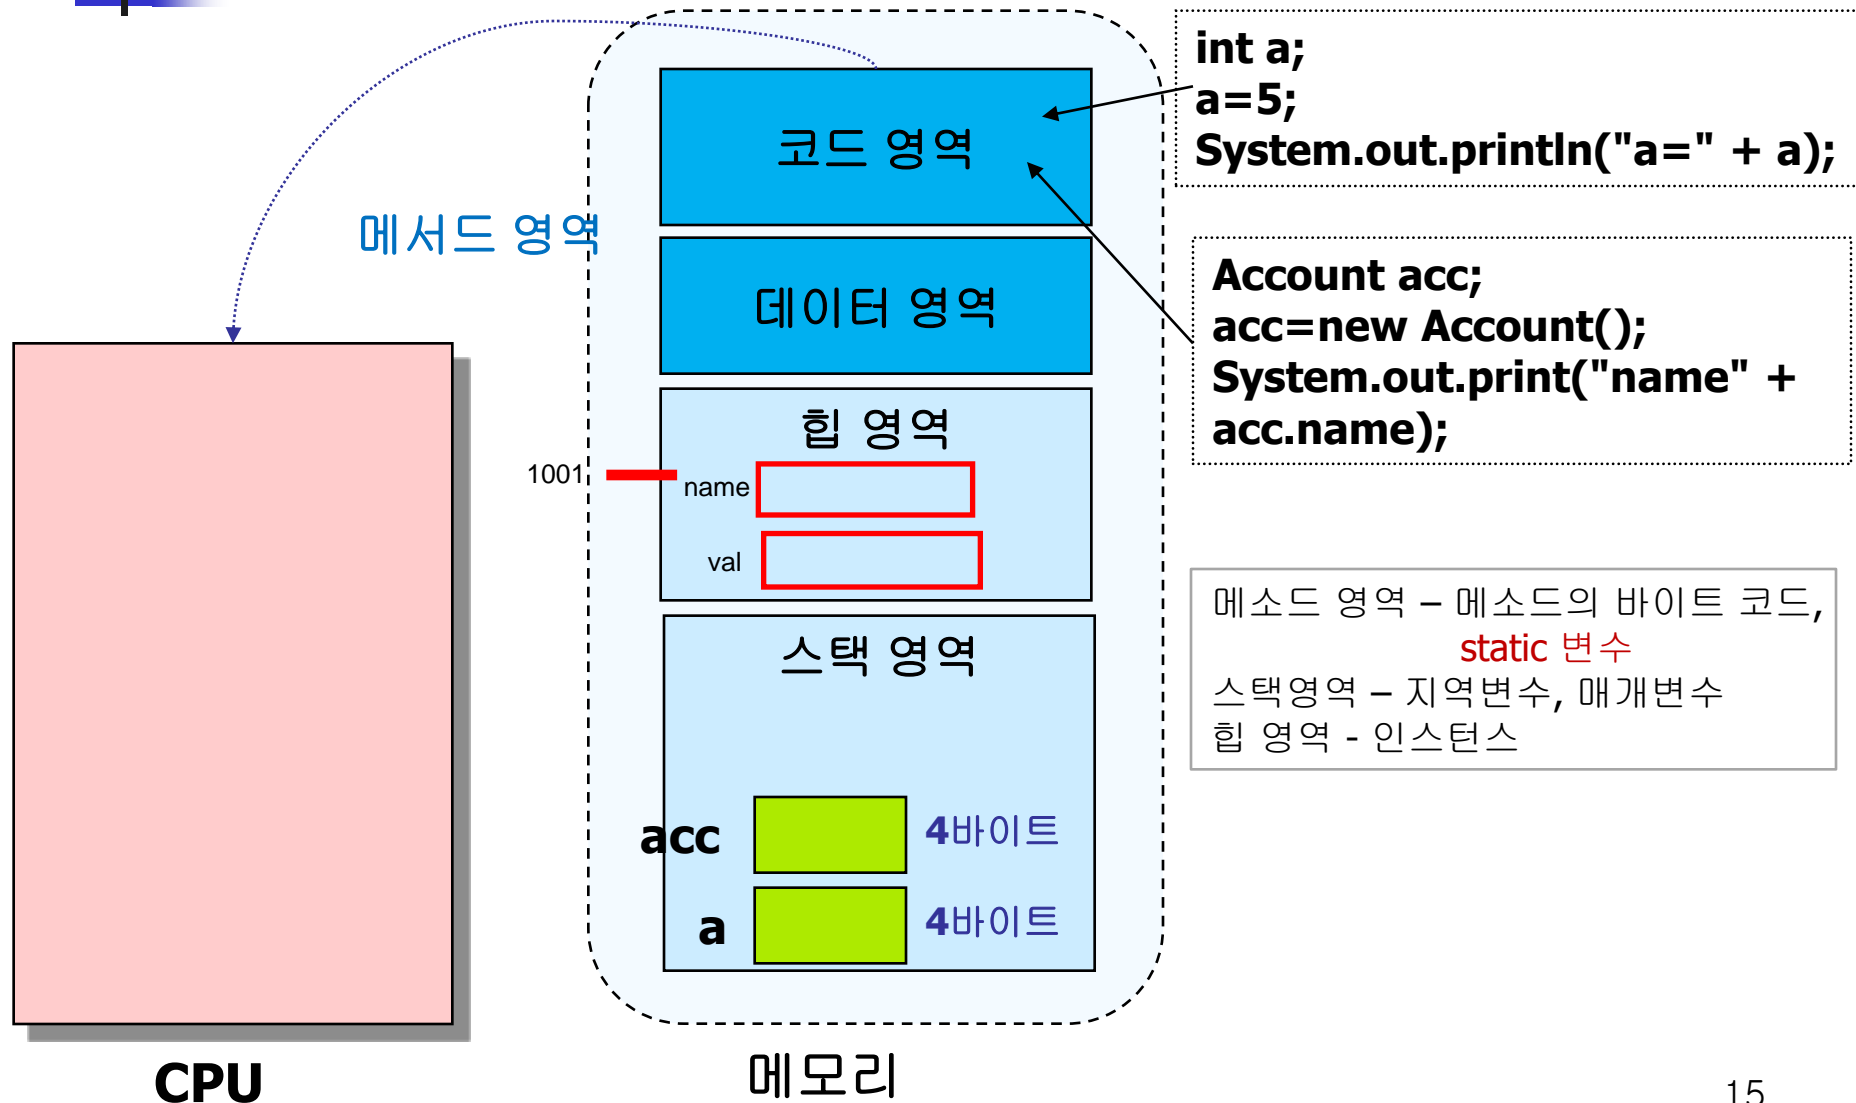 int a;
a=5;
System.out.println("a=" + a);
코드 영역
메서드 영역
데이터 영역
Account acc;
acc=new Account();
System.out.print("name" +
acc.name);
힙 영역
1001
name
val
메소드 영역 – 메소드의 바이트 코드,
static 변수
스택영역 – 지역변수, 매개변수
힙 영역 - 인스턴스
스택 영역
acc
4바이트
a
4바이트
CPU
메모리
15